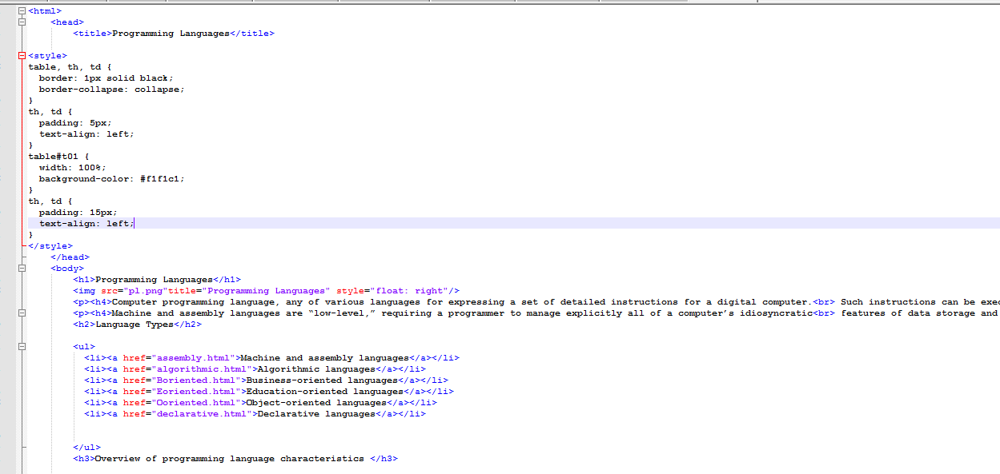 <html>
<head>
<title>Programming Languages</title>
<style>
table, th, td {
border: 1px solid black;
border-collapse: collapse;
}
th, td {
padding: 5px;
text-align: left;
}
table#t01 {
width: 100%;
background-color: #f1f1c1;
}
th, td {
padding: 15px;
text-align: left;
}
</style>
</head>
<body>
<h1>Programming Languages</h1>
<img src="pl.png"title="Programming Languages" style="float: right"/>
<p><h4>Computer programming language, any of various languages for expressing a set of detailed instructions for a digital computer.<br> Such instructions can be exec
<p><h4>Machine and assembly languages are “low-level,” requiring a programmer to manage explicitly all of a computer’s idiosyncratic<br> features of data storage and
<h2>Language Types</h2>
<ul>
<li><a href="assembly.html">Machine and assembly languages</a></li>
<li><a href="algorithmic.html">Algorithmic languages</a></li>
<li><a href="Boriented.html">Business-oriented languages</a></li>
<li><a href="Eoriented.html">Education-oriented languages</a></li>
<li><a href="Ooriented.html">Object-oriented languages</a></li>
<li><a href="declarative.html">Declarative languages</a></li>
</ul>
<h3>Overview of programming language characteristics </h3>